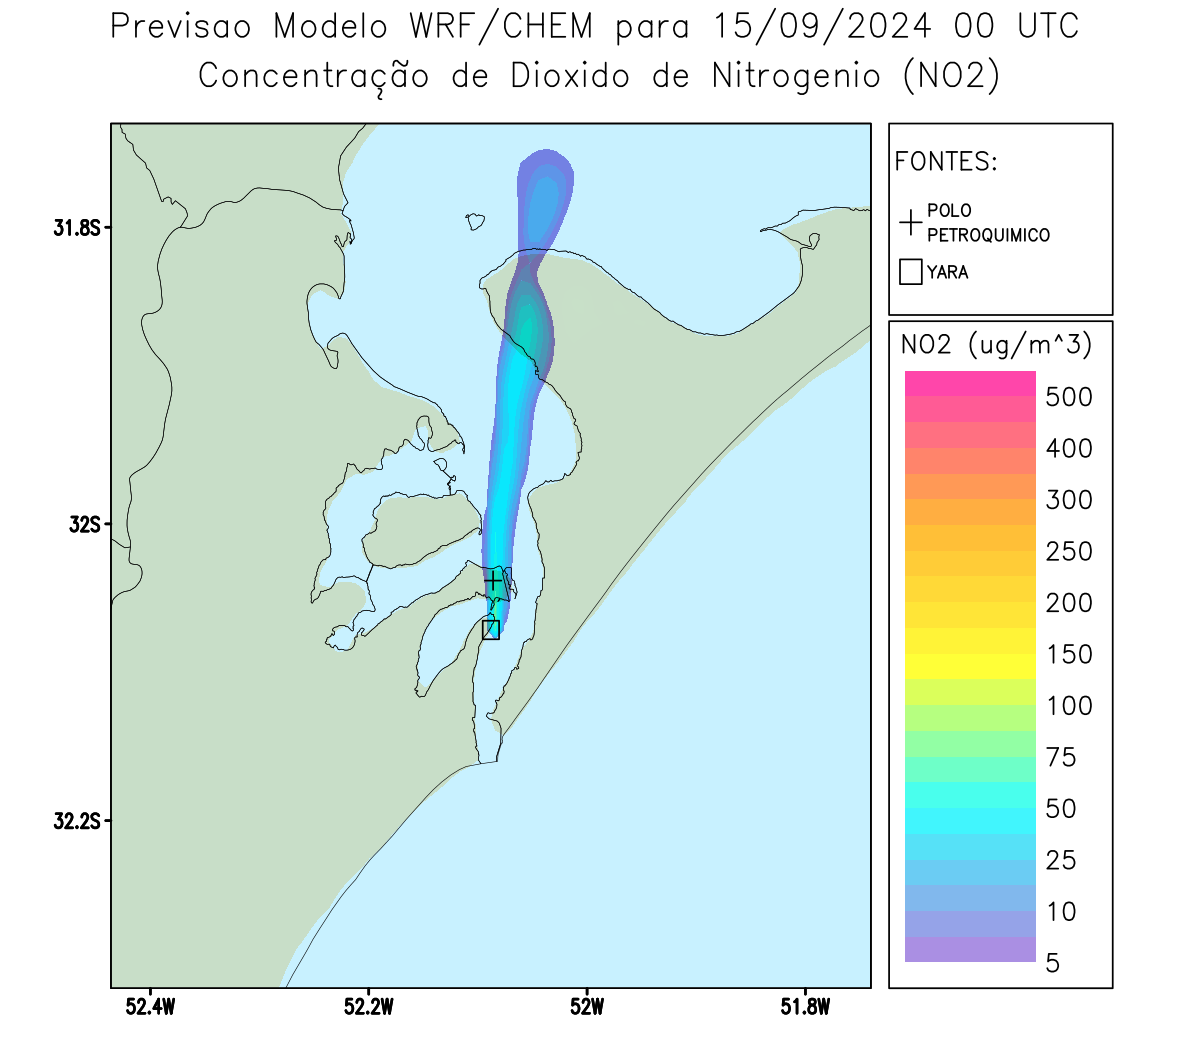 Previsao Modelo WRF/CHEM para 15/09/2024 00 UTC
Concentração de Dioxido de Nitrogenio (NO2)
FONTES:
POLO
PETROQUIMICO
YARA
NO2 (ug/m^3)
500
400
300
250
200
150
100
75
50
25
10
5
31.8S
32S
32.2S
52.4W
52.2W
52W
51.8W